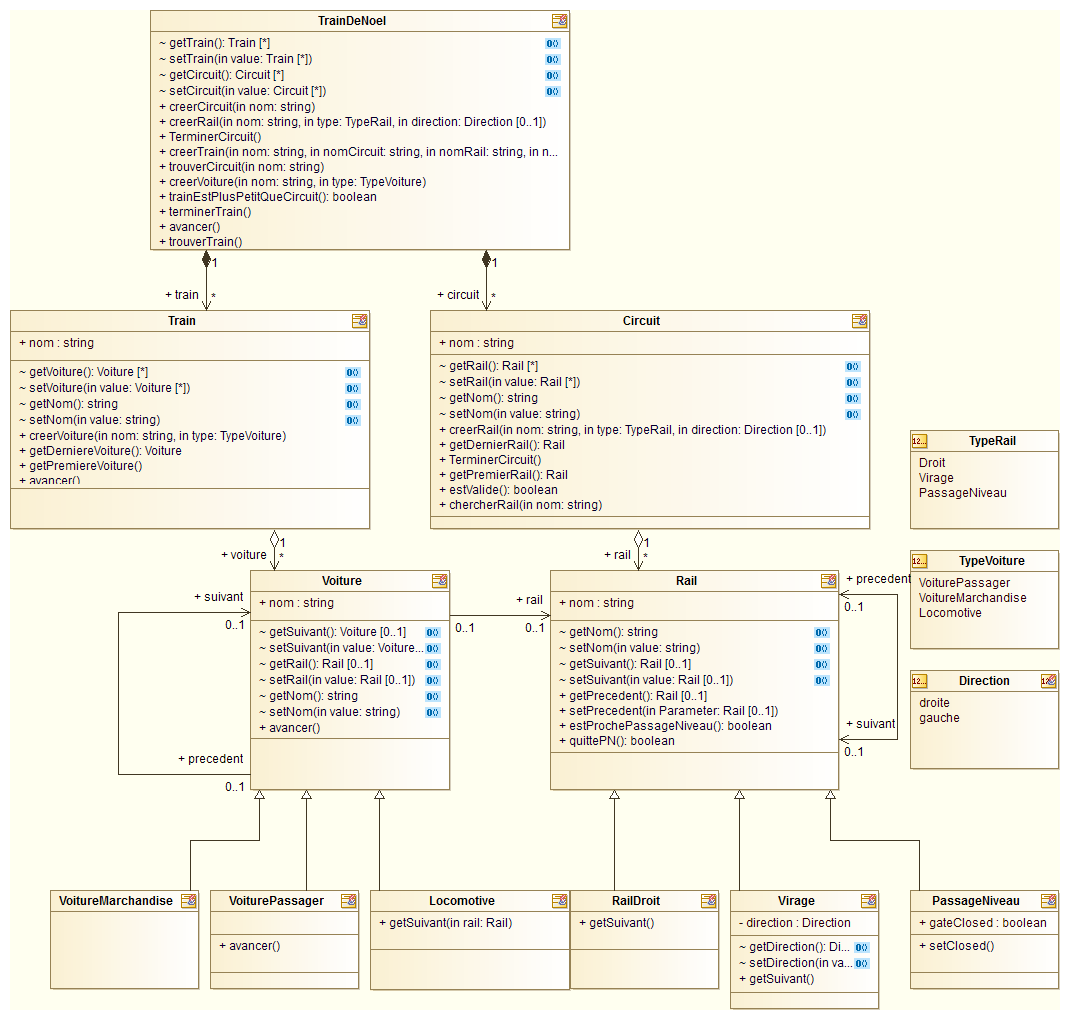 TrainDeNoel
~ getTrain(): Train [*]
~ setTrain(in value: Train [*])
~ getCircuit(): Circuit [*]
~ setCircuit(in value: Circuit [*])
+ creerCircuit(in nom: string)
+ creerRail(in nom: string, in type: TypeRail, in direction: Direction [0..1])
+ TerminerCircuit()
+ creerTrain(in nom: string, in nomCircuit: string, in nomRail: string, in n...
+ trouverCircuit(in nom: string)
+ creerVoiture(in nom: string, in type: TypeVoiture)
+ trainEstPlusPetitQueCircuit(): boolean
+ terminerTrain()
+ avancer()
+ trouverTrain()
1
+ train
*
1
+ circuit
*
Train
+ nom : string
~ getVoiture(): Voiture [*]
~ setVoiture(in value: Voiture [*])
~ getNom(): string
~ setNom(in value: string)
+ creerVoiture(in nom: string, in type: TypeVoiture)
+ getDerniereVoiture(): Voiture
+ getPremiereVoiture()
+ avancer()
Circuit
+ nom : string
~ getRail(): Rail [*]
~ setRail(in value: Rail [*])
~ getNom(): string
~ setNom(in value: string)
+ creerRail(in nom: string, in type: TypeRail, in direction: Direction [0..1])
+ getDernierRail(): Rail
+ TerminerCircuit()
+ getPremierRail(): Rail
+ estValide(): boolean
+ chercherRail(in nom: string)
TypeRail
Droit
Virage
PassageNiveau
1
+ voiture
*
1
+ rail
*
TypeVoiture
VoiturePassager
VoitureMarchandise
Locomotive
Direction
droite
gauche
Voiture
+ nom : string
~ getSuivant(): Voiture [0..1]
~ setSuivant(in value: Voiture...
~ getRail(): Rail [0..1]
~ setRail(in value: Rail [0..1])
~ getNom(): string
~ setNom(in value: string)
+ avancer()
+ suivant
0..1
+ precedent
0..1
0..1
+ rail
0..1
Rail
+ nom : string
~ getNom(): string
~ setNom(in value: string)
~ getSuivant(): Rail [0..1]
~ setSuivant(in value: Rail [0..1])
+ getPrecedent(): Rail [0..1]
+ setPrecedent(in Parameter: Rail [0..1])
+ estProchePassageNiveau(): boolean
+ quittePN(): boolean
+ precedent
0..1
+ suivant
0..1
VoitureMarchandise
VoiturePassager
+ avancer()
Locomotive
+ getSuivant(in rail: Rail)
RailDroit
+ getSuivant()
Virage
- direction : Direction
~ getDirection(): Di...
~ setDirection(in va...
+ getSuivant()
PassageNiveau
+ gateClosed : boolean
+ setClosed()